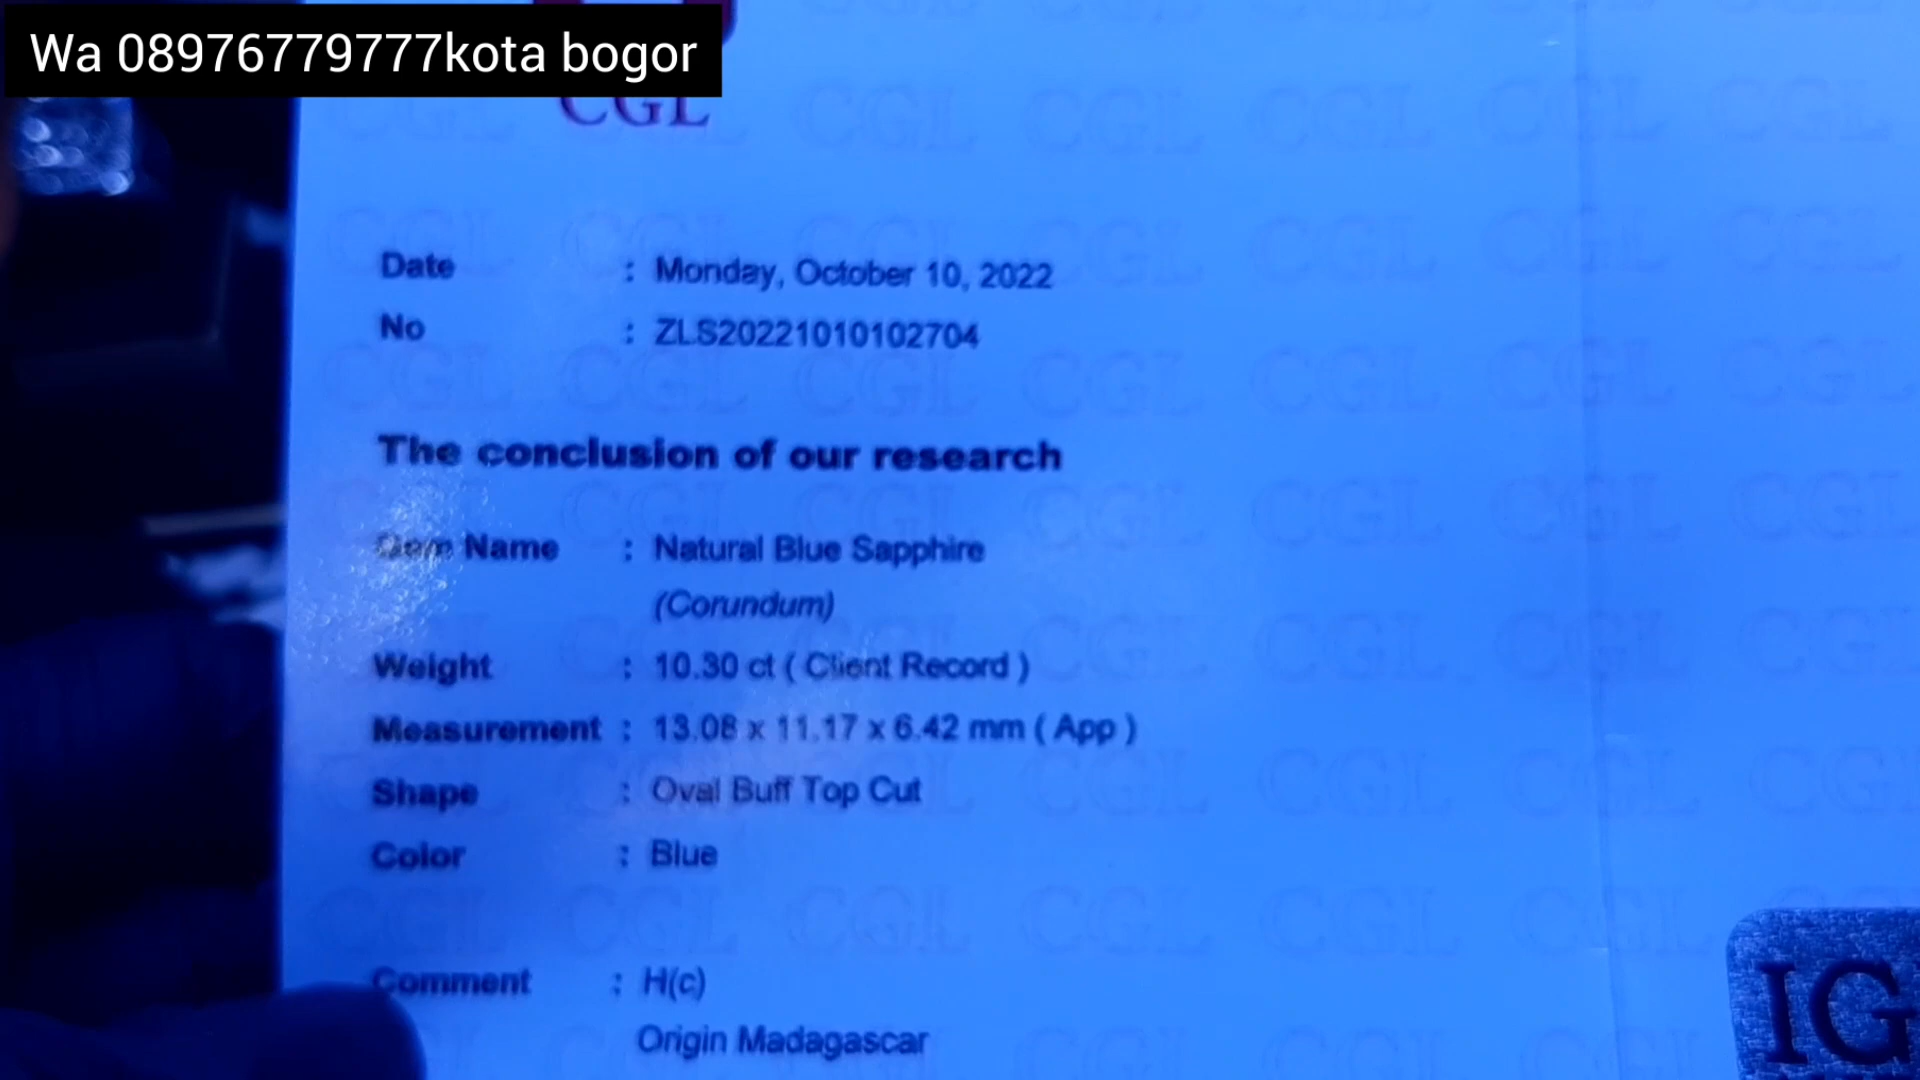 Wa 08976779777kota bogor
CGL
Date : Monday, October 10, 2022
No : ZLS20221010102704
The conclusion of our research
Gem Name : Natural Blue Sapphire
(Corundum)
Weight : 10.30 ct ( Client Record )
Measurement : 13.08 x 11.17 x 6.42 mm ( App )
Shape : Oval Buff Top Cut
Color : Blue
Comment : H(c)
Origin Madagascar
IG